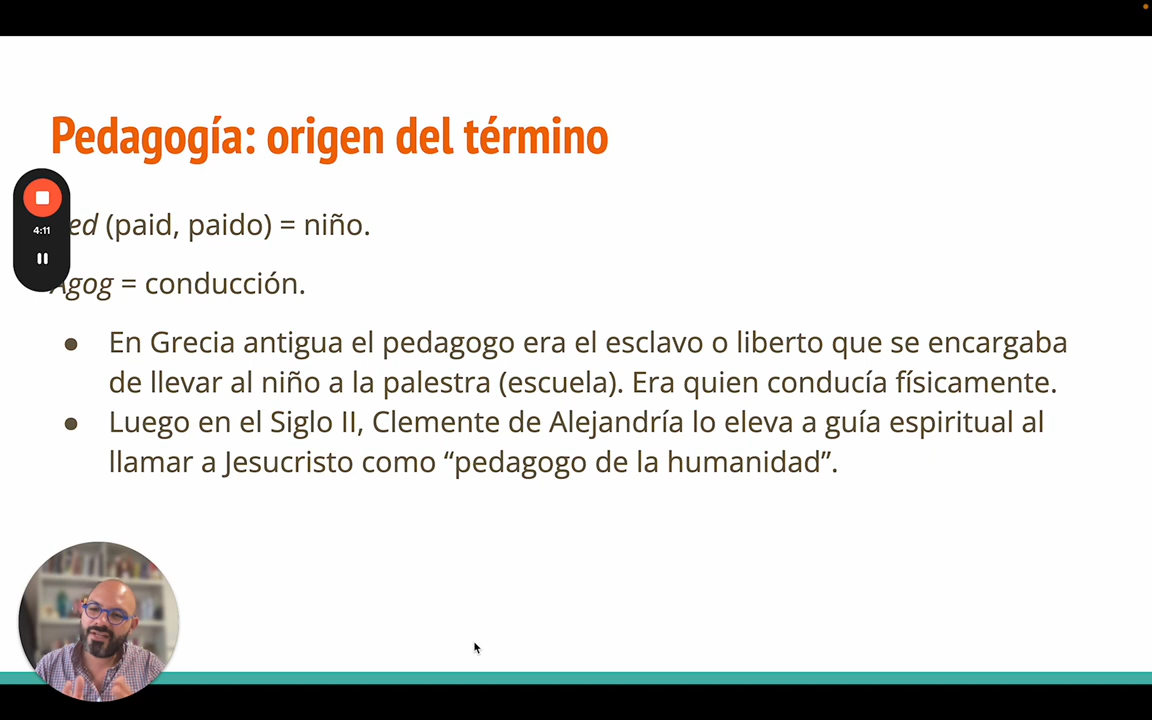 Pedagogía: origen del término
ed (paid, paido) = niño.
4:11
Agog = conducción.
● En Grecia antigua el pedagogo era el esclavo o liberto que se encargaba
de llevar al niño a la palestra (escuela). Era quien conducía físicamente.
● Luego en el Siglo II, Clemente de Alejandría lo eleva a guía espiritual al
llamar a Jesucristo como “pedagogo de la humanidad”.